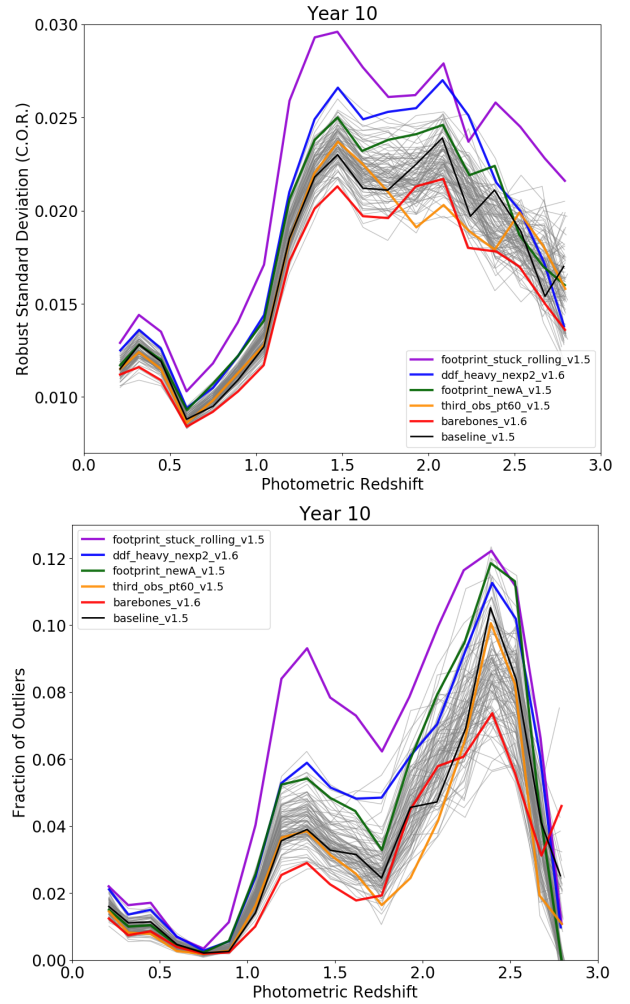 Year 10
0.030
0.025
0.020
0.015
0.010
Robust Standard Deviation (C.O.R.)
footprint_stuck_rolling_v1.5
ddf_heavy_nexp2_v1.6
footprint_newA_v1.5
third_obs_pt60_v1.5
barebones_v1.6
baseline_v1.5
0.0 0.5 1.0 1.5 2.0 2.5 3.0
Photometric Redshift
Year 10
footprint_stuck_rolling_v1.5
ddf_heavy_nexp2_v1.6
footprint_newA_v1.5
third_obs_pt60_v1.5
barebones_v1.6
baseline_v1.5
0.12
0.10
0.08
0.06
0.04
0.02
0.00
Fraction of Outliers
0.0 0.5 1.0 1.5 2.0 2.5 3.0
Photometric Redshift